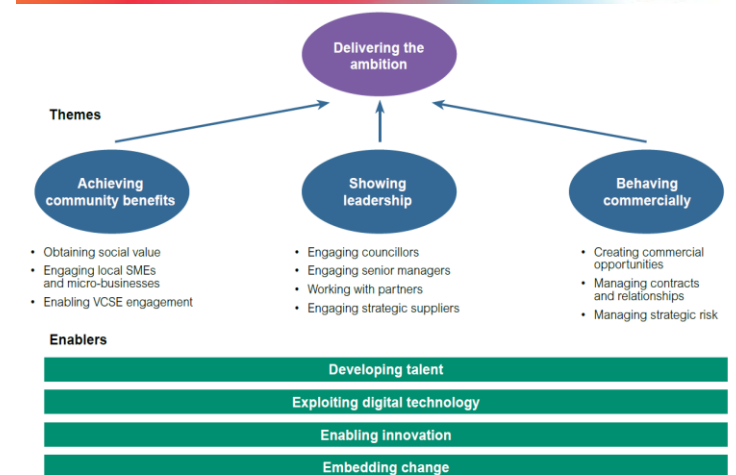 Delivering the
ambition
Themes
Achieving
community benefits
Showing
leadership
Behaving
commercially
• Obtaining social value
• Engaging local SMEs
and micro-businesses
• Enabling VCSE engagement
• Engaging councillors
• Engaging senior managers
• Working with partners
• Engaging strategic suppliers
• Creating commercial
opportunities
• Managing contracts
and relationships
• Managing strategic risk
Enablers
Developing talent
Exploiting digital technology
Enabling innovation
Embedding change